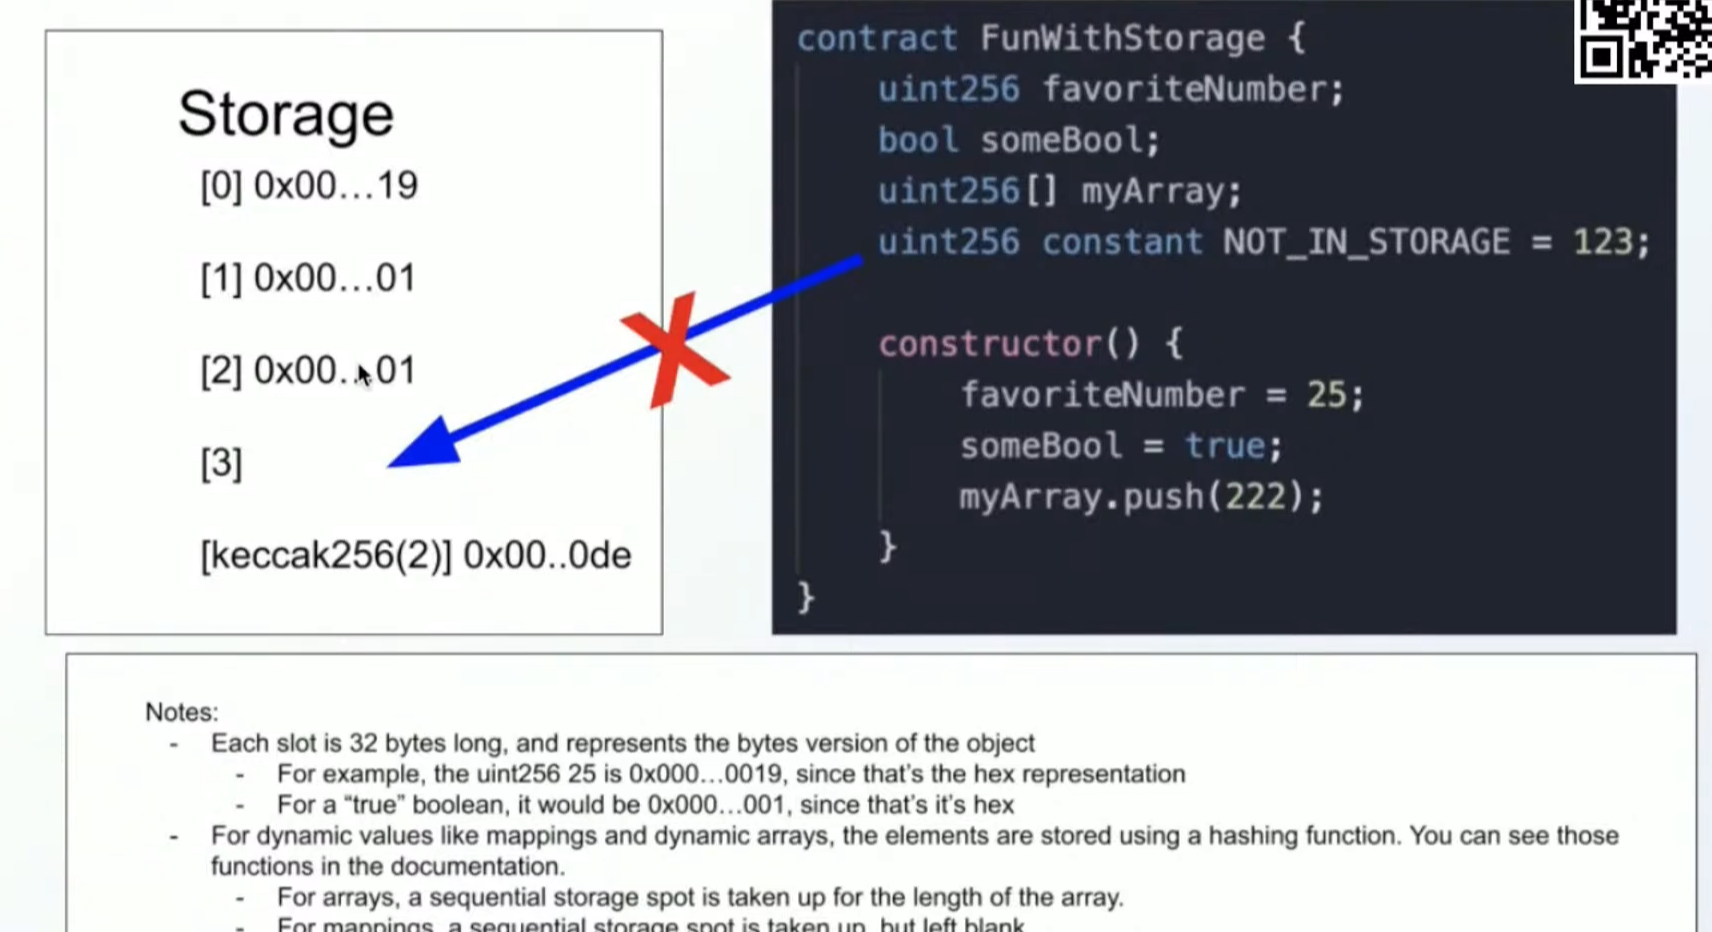 Storage
[0] 0x00...19
[1] 0x00...01
[2] 0x00...01
[3]
[keccak256(2)] 0x00..0de
contract FunWithStorage {
uint256 favoriteNumber;
bool someBool;
uint256[] myArray;
uint256 constant NOT_IN_STORAGE = 123;
constructor() {
favoriteNumber = 25;
someBool = true;
myArray.push(222);
}
}
Notes:
- Each slot is 32 bytes long, and represents the bytes version of the object
- For example, the uint256 25 is 0x000...0019, since that's the hex representation
- For a “true” boolean, it would be 0x000...001, since that's it's hex
- For dynamic values like mappings and dynamic arrays, the elements are stored using a hashing function. You can see those
functions in the documentation.
- For arrays, a sequential storage spot is taken up for the length of the array.
- For mappings, a sequential storage spot is taken up, but left blank